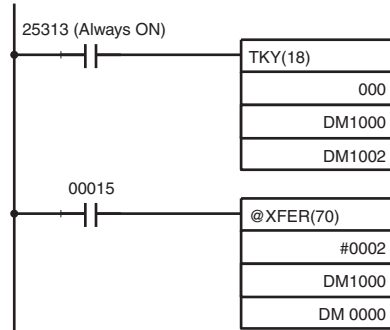 25313 (Always ON)
TKY(18)
000
DM1000
DM1002
00015
@XFER(70)
#0002
DM1000
DM 0000